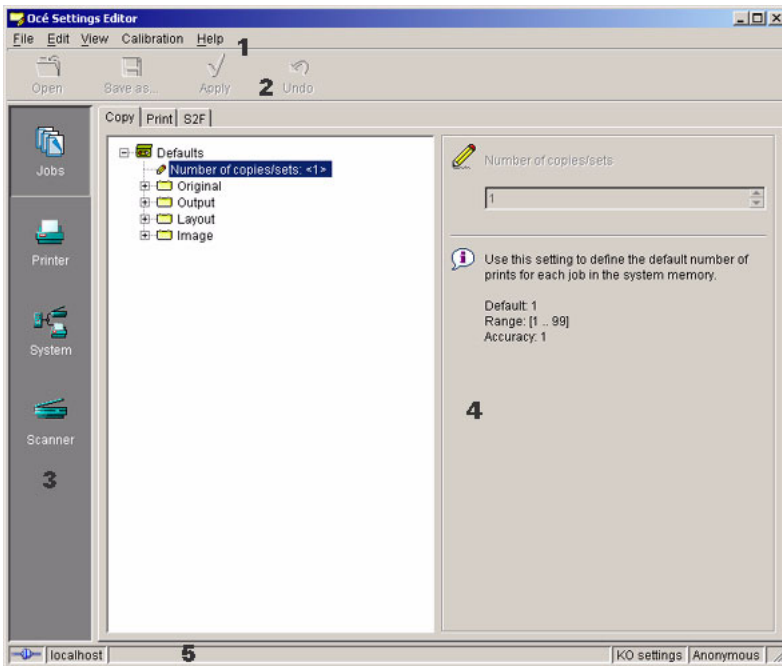 Océ Settings Editor
File Edit View Calibration Help
1
Open Save as... Apply Undo
2
Copy Print S2F
Jobs
Printer
System
Scanner
3
Defaults
Number of copies/sets: <1>
Original
Output
Layout
Image
Number of copies/sets
1
Use this setting to define the default number of
prints for each job in the system memory.
Default: 1
Range: [1 .. 99]
Accuracy: 1
4
localhost
5
KO settings Anonymous